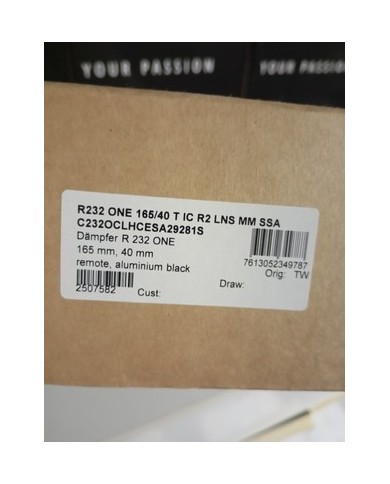 YOUR PASSION YOUR PASSION
R232 ONE 165/40 T IC R2 LNS MM SSA
C232OCLHCESA29281S
Dämpfer R 232 ONE
165 mm, 40 mm
7613052349787
remote, aluminium black
Orig: TW
2507582 Cust: Draw: